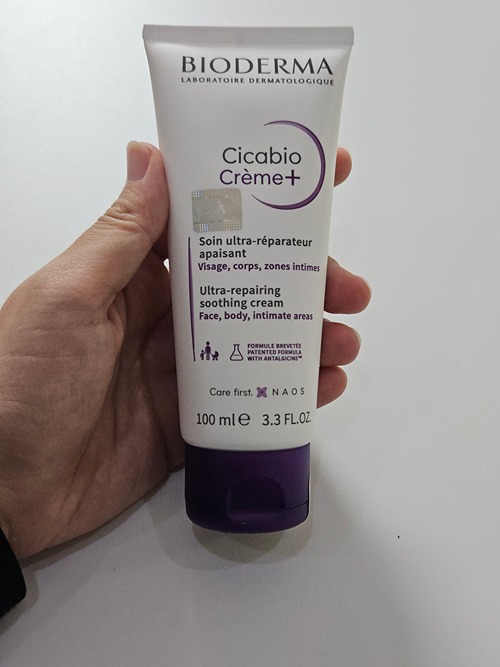 BIODERMA
LABORATOIRE DERMATOLOGIQUE
Cicabio
Crème+
Soin ultra-réparateur
apaisant
Visage, corps, zones intimes
Ultra-repairing
soothing cream
Face, body, intimate areas
FORMULE BREVETÉE
PATENTED FORMULA
WITH ANTALGICINE™
Care first. NAOS
100 ml e 3.3 FL.OZ.